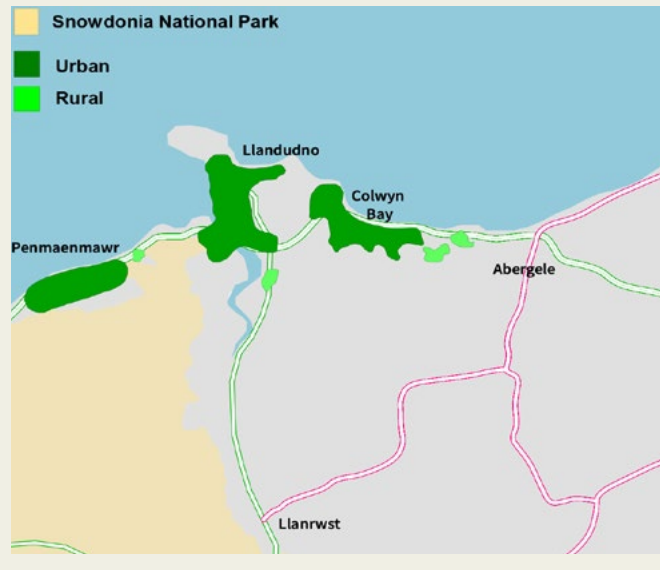 Snowdonia National Park
Urban
Rural
Llandudno
Colwyn
Bay
Penmaenmawr
Abergele
Llanrwst